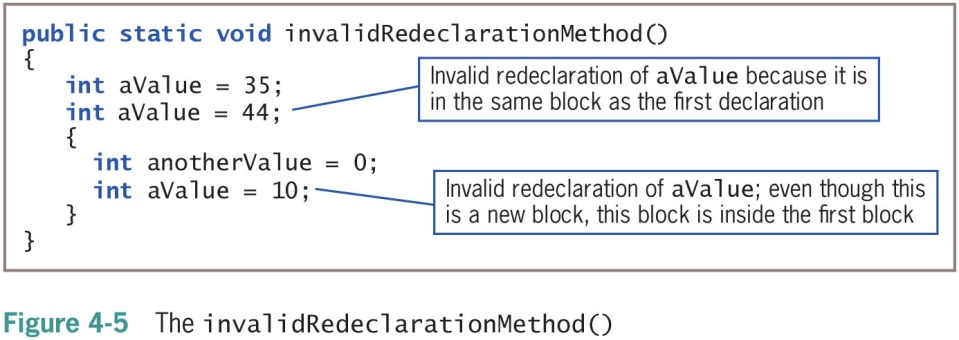 public static void invalidRedeclarationMethod()
{
int aValue = 35;
int aValue = 44;
Invalid redeclaration of aValue because it is
in the same block as the first declaration
{
int anotherValue = 0;
int aValue = 10;
Invalid redeclaration of aValue; even though this
is a new block, this block is inside the first block
}
}
Figure 4-5 The invalidRedeclarationMethod()